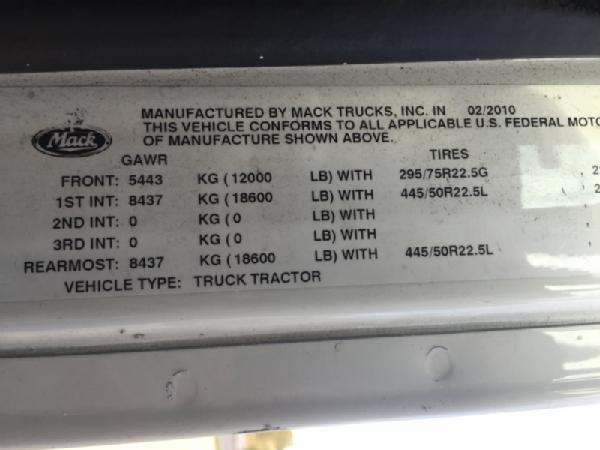 MANUFACTURED BY MACK TRUCKS, INC. IN 02/2010
THIS VEHICLE CONFORMS TO ALL APPLICABLE U.S. FEDERAL MOTO
OF MANUFACTURE SHOWN ABOVE.
Mack
GAWR TIRES
FRONT: 5443 KG ( 12000 LB) WITH 295/75R22.5G
1ST INT: 8437 KG ( 18600 LB) WITH 445/50R22.5L
2ND INT: 0 KG ( 0 LB) WITH
3RD INT: 0 KG ( 0 LB) WITH
REARMOST: 8437 KG ( 18600 LB) WITH 445/50R22.5L
VEHICLE TYPE: TRUCK TRACTOR